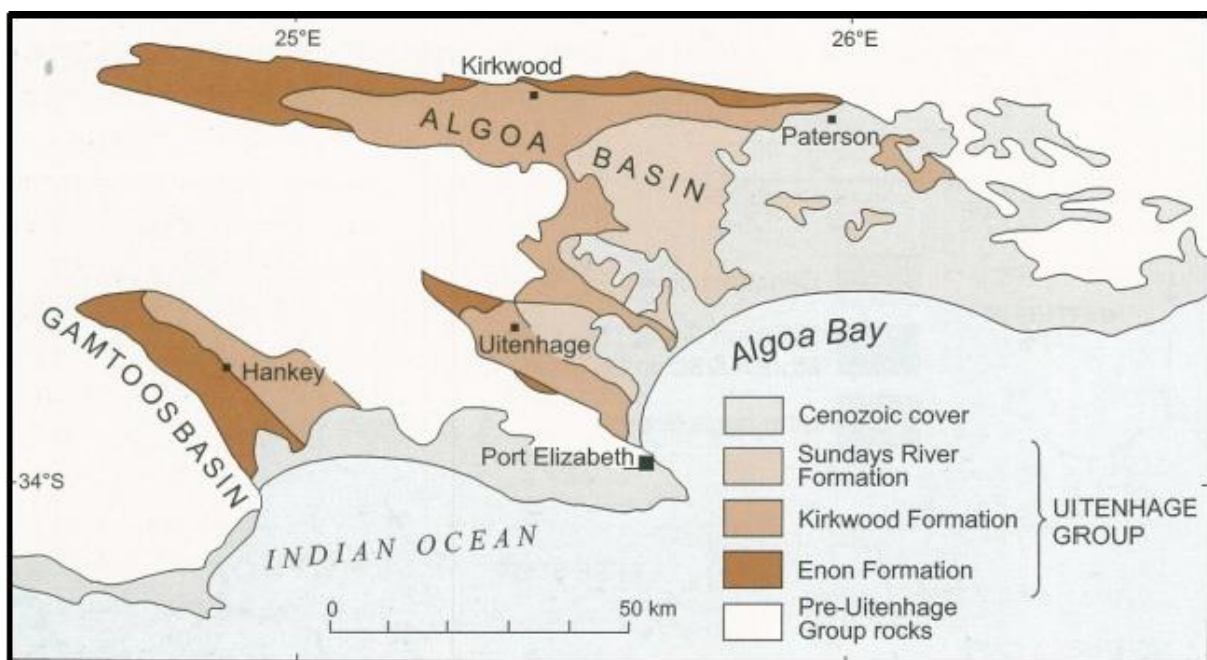 25°E
26°E
Kirkwood
ALGOA
BASIN
Paterson
Uitenhage
Algoa Bay
GAMTOOS BASIN
Hankey
Port Elizabeth
34°S
INDIAN OCEAN
0 50 km
Cenozoic cover
Sundays River
Formation
Kirkwood Formation
Enon Formation
Pre-Uitenhage
Group rocks
UITENHAGE
GROUP